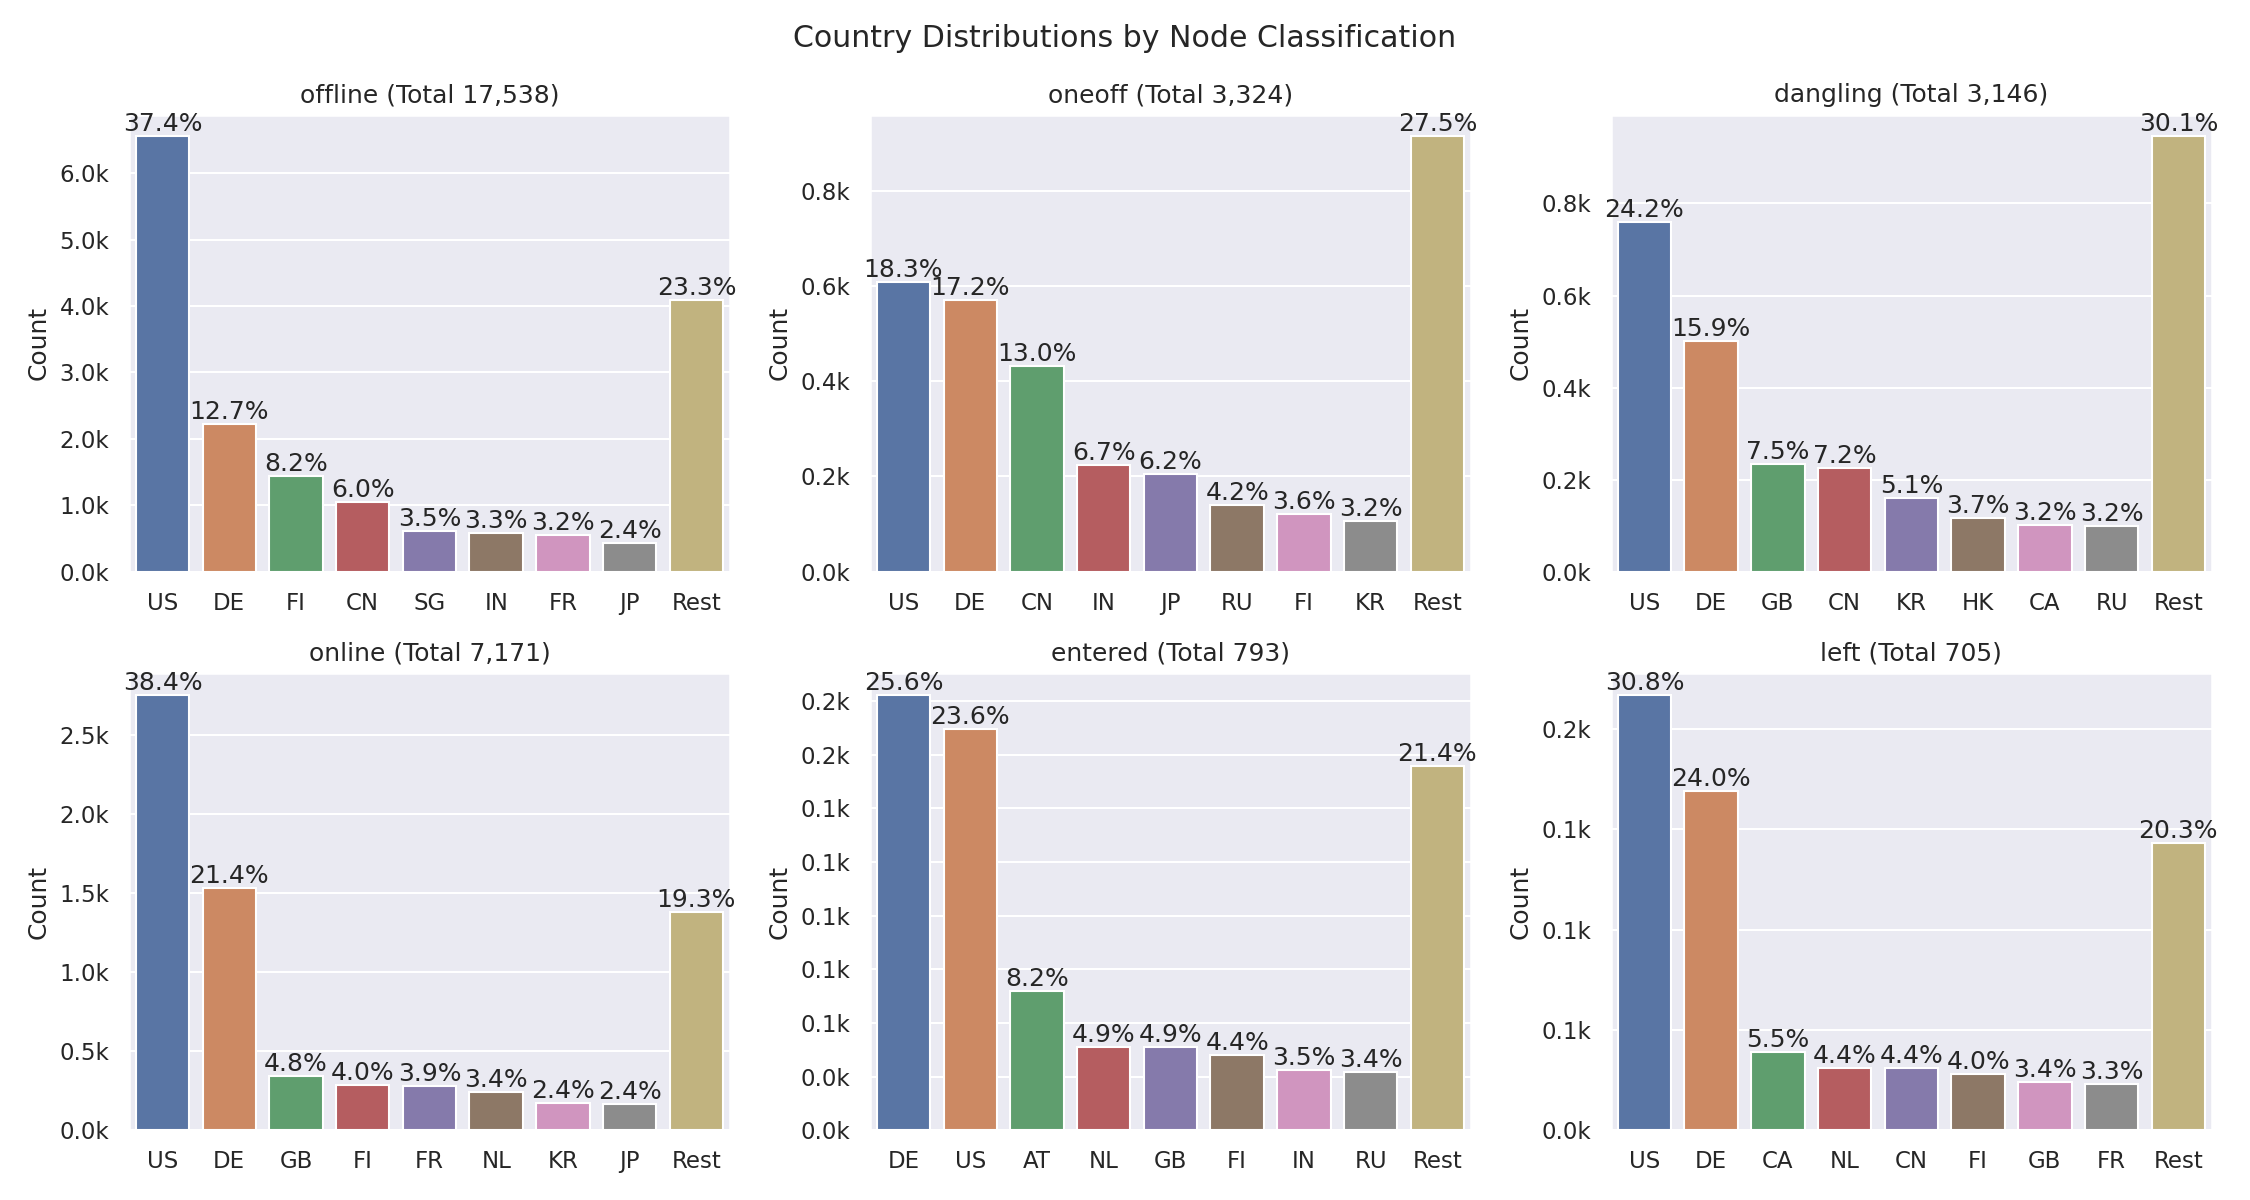 Country Distributions by Node Classification
offline (Total 17,538)
Count
6.0k
5.0k
4.0k
3.0k
2.0k
1.0k
0.0k
37.4%
12.7%
8.2%
6.0%
3.5%
3.3%
3.2%
2.4%
23.3%
US DE FI CN SG IN FR JP Rest
oneoff (Total 3,324)
Count
0.8k
0.6k
0.4k
0.2k
0.0k
18.3%
17.2%
13.0%
6.7%
6.2%
4.2%
3.6%
3.2%
27.5%
US DE CN IN JP RU FI KR Rest
dangling (Total 3,146)
Count
0.8k
0.6k
0.4k
0.2k
0.0k
24.2%
15.9%
7.5%
7.2%
5.1%
3.7%
3.2%
3.2%
30.1%
US DE GB CN KR HK CA RU Rest
online (Total 7,171)
Count
2.5k
2.0k
1.5k
1.0k
0.5k
0.0k
38.4%
21.4%
4.8%
4.0%
3.9%
3.4%
2.4%
2.4%
19.3%
US DE GB FI FR NL KR JP Rest
entered (Total 793)
Count
0.2k
0.2k
0.1k
0.1k
0.1k
0.1k
0.1k
0.0k
0.0k
25.6%
23.6%
8.2%
4.9%
4.9%
4.4%
3.5%
3.4%
21.4%
DE US AT NL GB FI IN RU Rest
left (Total 705)
Count
0.2k
0.1k
0.1k
0.1k
0.0k
30.8%
24.0%
5.5%
4.4%
4.4%
4.0%
3.4%
3.3%
20.3%
US DE CA NL CN FI GB FR Rest